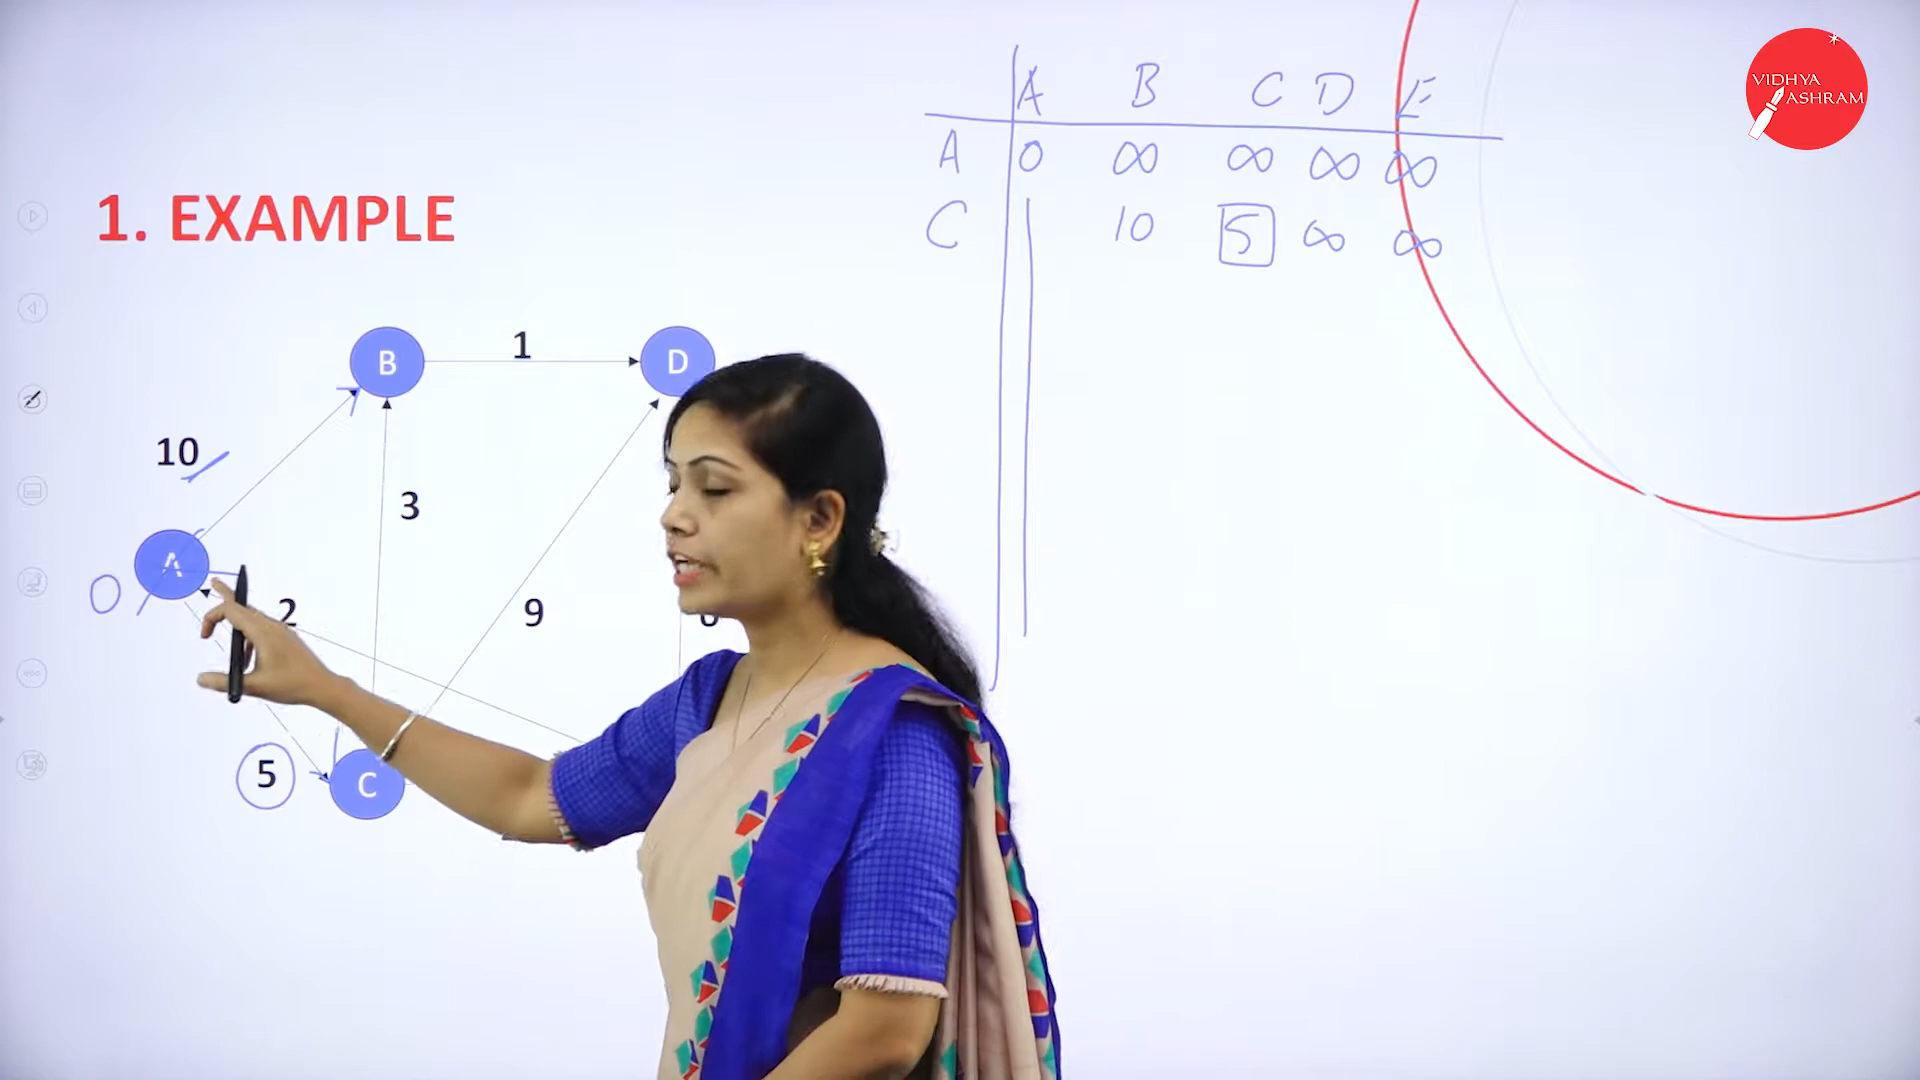 VIDHYA
ASHRAM
A B C D E
A 0 ∞ ∞ ∞ ∞
C 10 5 ∞ ∞
1. EXAMPLE
B 1 D
10
3
A
0
2
9
5
C